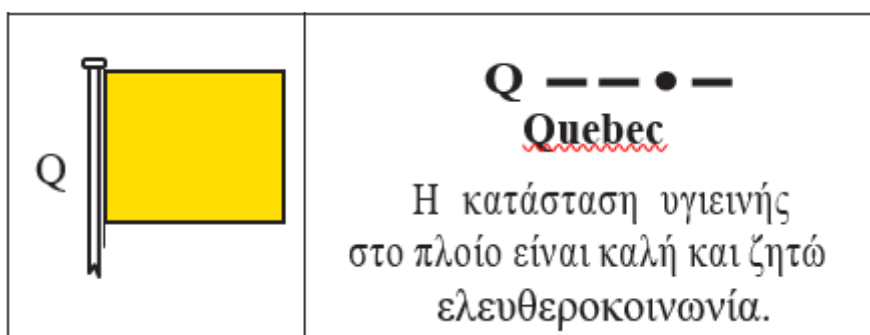 Q
Q — — • —
Quebec
Η κατάσταση υγιεινής
στο πλοίο είναι καλή και ζητώ
ελευθεροκοινωνία.